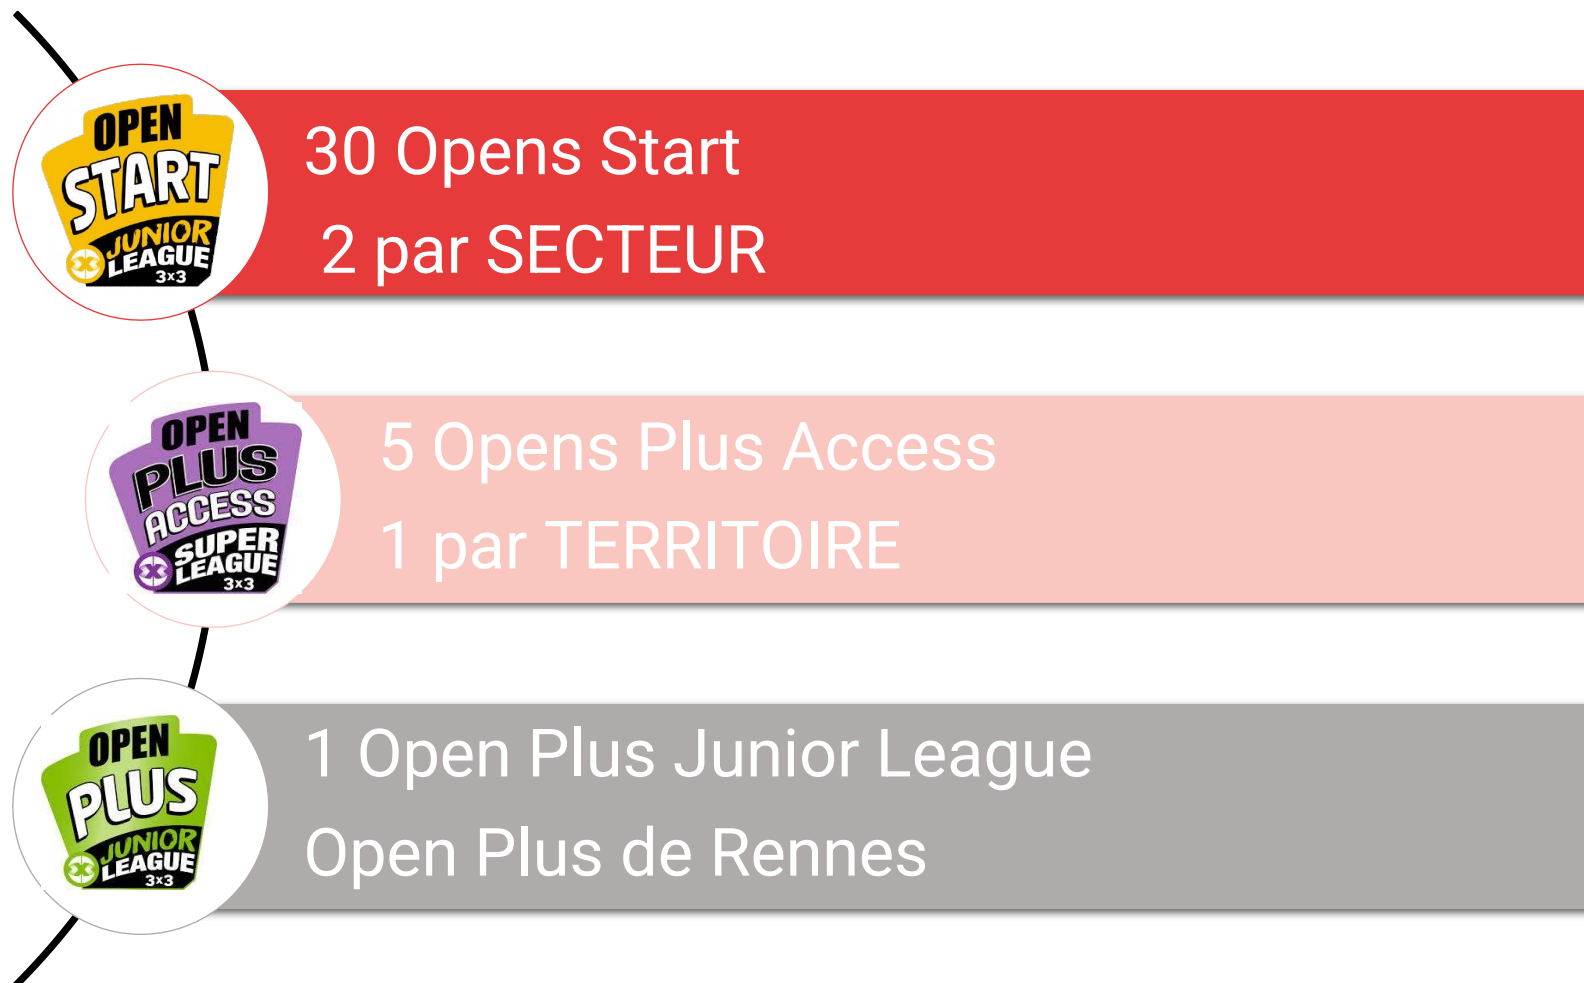 OPEN
START
JUNIOR
LEAGUE
3x3
30 Opens Start
2 par SECTEUR
OPEN
PLUS
ACCESS
SUPER
LEAGUE
3x3
5 Opens Plus Access
1 par TERRITOIRE
OPEN
PLUS
JUNIOR
LEAGUE
3x3
1 Open Plus Junior League
Open Plus de Rennes